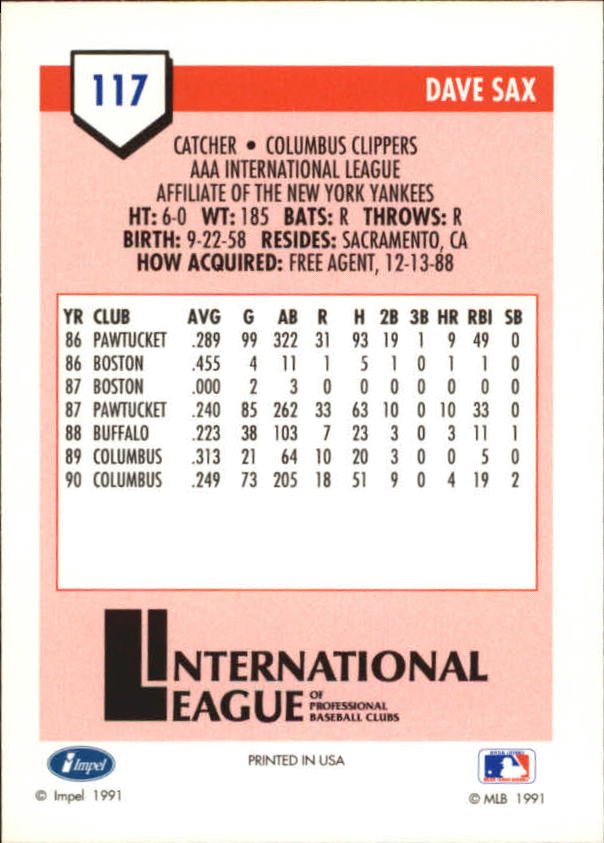 117
DAVE SAX
CATCHER • COLUMBUS CLIPPERS
AAA INTERNATIONAL LEAGUE
AFFILIATE OF THE NEW YORK YANKEES
HT: 6-0 WT: 185 BATS: R THROWS: R
BIRTH: 9-22-58 RESIDES: SACRAMENTO, CA
HOW ACQUIRED: FREE AGENT, 12-13-88
YR CLUB AVG G AB R H 2B 3B HR RBI SB
86 PAWTUCKET .289 99 322 31 93 19 1 9 49 0
86 BOSTON .455 4 11 1 5 1 0 1 1 0
87 BOSTON .000 2 3 0 0 0 0 0 0 0
87 PAWTUCKET .240 85 262 33 63 10 0 10 33 0
88 BUFFALO .223 38 103 7 23 3 0 3 11 1
89 COLUMBUS .313 21 64 10 20 3 0 0 5 0
90 COLUMBUS .249 73 205 18 51 9 0 4 19 2
INTERNATIONAL
LEAGUE OF PROFESSIONAL BASEBALL CLUBS
Impel
PRINTED IN USA
© Impel 1991
© MLB 1991